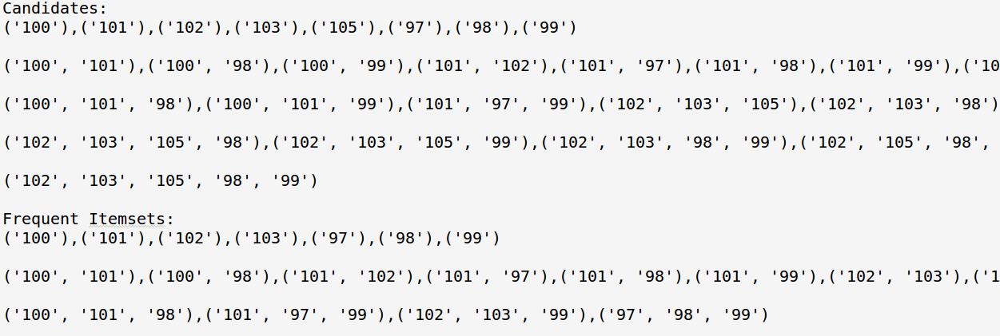 Candidates:
('100'),('101'),('102'),('103'),('105'),('97'),('98'),('99')
('100', '101'),('100', '98'),('100', '99'),('101', '102'),('101', '97'),('101', '98'),('101', '99'),('10
('100', '101', '98'),('100', '101', '99'),('101', '97', '99'),('102', '103', '105'),('102', '103', '98')
('102', '103', '105', '98'),('102', '103', '105', '99'),('102', '103', '98', '99'),('102', '105', '98',
('102', '103', '105', '98', '99')
Frequent Itemsets:
('100'),('101'),('102'),('103'),('97'),('98'),('99')
('100', '101'),('100', '98'),('101', '102'),('101', '97'),('101', '98'),('101', '99'),('102', '103'),('1
('100', '101', '98'),('101', '97', '99'),('102', '103', '99'),('97', '98', '99')